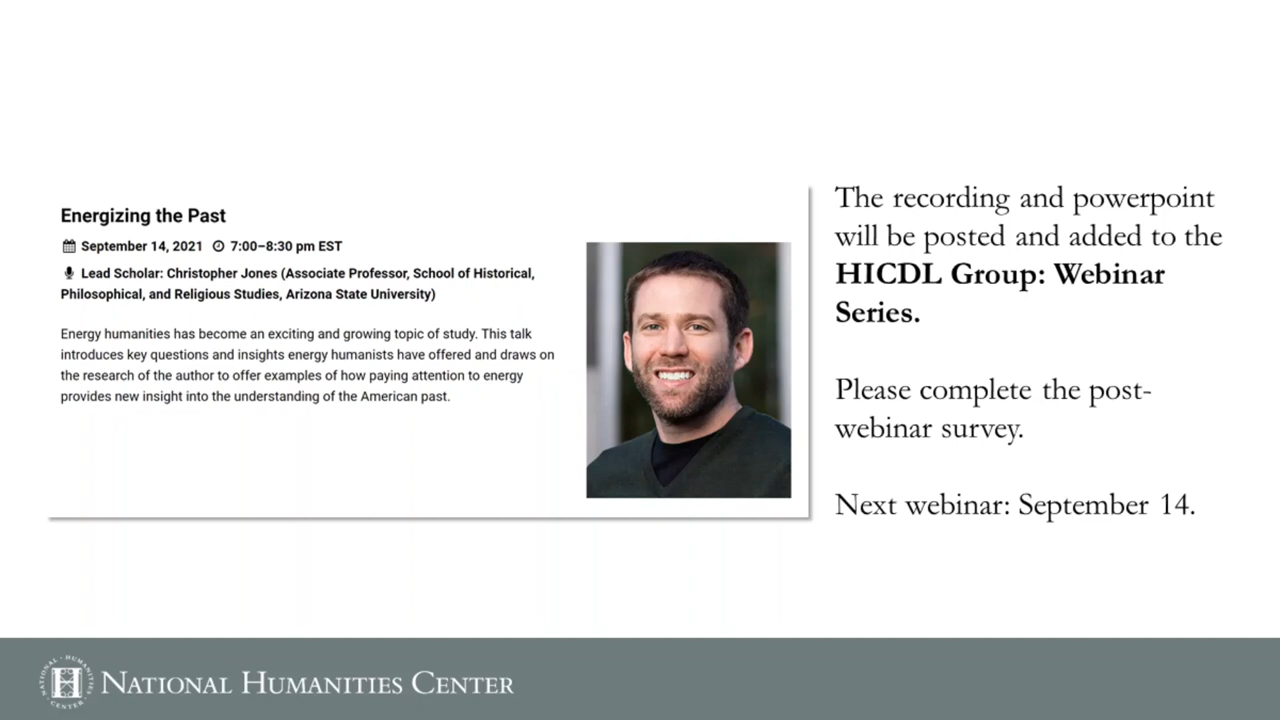 Energizing the Past
September 14, 2021 7:00–8:30 pm EST
Lead Scholar: Christopher Jones (Associate Professor, School of Historical,
Philosophical, and Religious Studies, Arizona State University)
Energy humanities has become an exciting and growing topic of study. This talk
introduces key questions and insights energy humanists have offered and draws on
the research of the author to offer examples of how paying attention to energy
provides new insight into the understanding of the American past.
The recording and powerpoint
will be posted and added to the
HICDL Group: Webinar
Series.
Please complete the post-
webinar survey.
Next webinar: September 14.
NATIONAL · HUMANITIES · CENTER ·
H
NATIONAL HUMANITIES CENTER